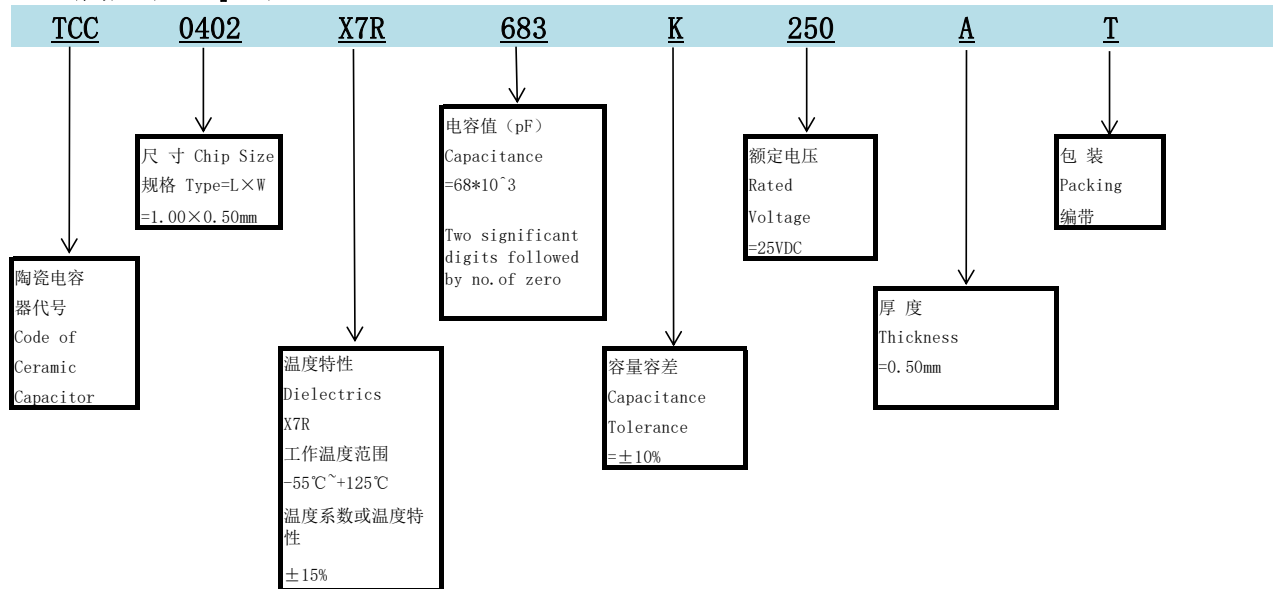 TCC 0402 X7R 683 K 250 A T
陶瓷电容
器代号
Code of
Ceramic
Capacitor
尺 寸 Chip Size
规格 Type=L×W
=1.00×0.50mm
温度特性
Dielectrics
X7R
工作温度范围
-55℃~+125℃
温度系数或温度特
性
±15%
电容值（pF）
Capacitance
=68*10^3
Two significant
digits followed
by no.of zero
容量容差
Capacitance
Tolerance
=±10%
额定电压
Rated
Voltage
=25VDC
厚 度
Thickness
=0.50mm
包 装
Packing
编带